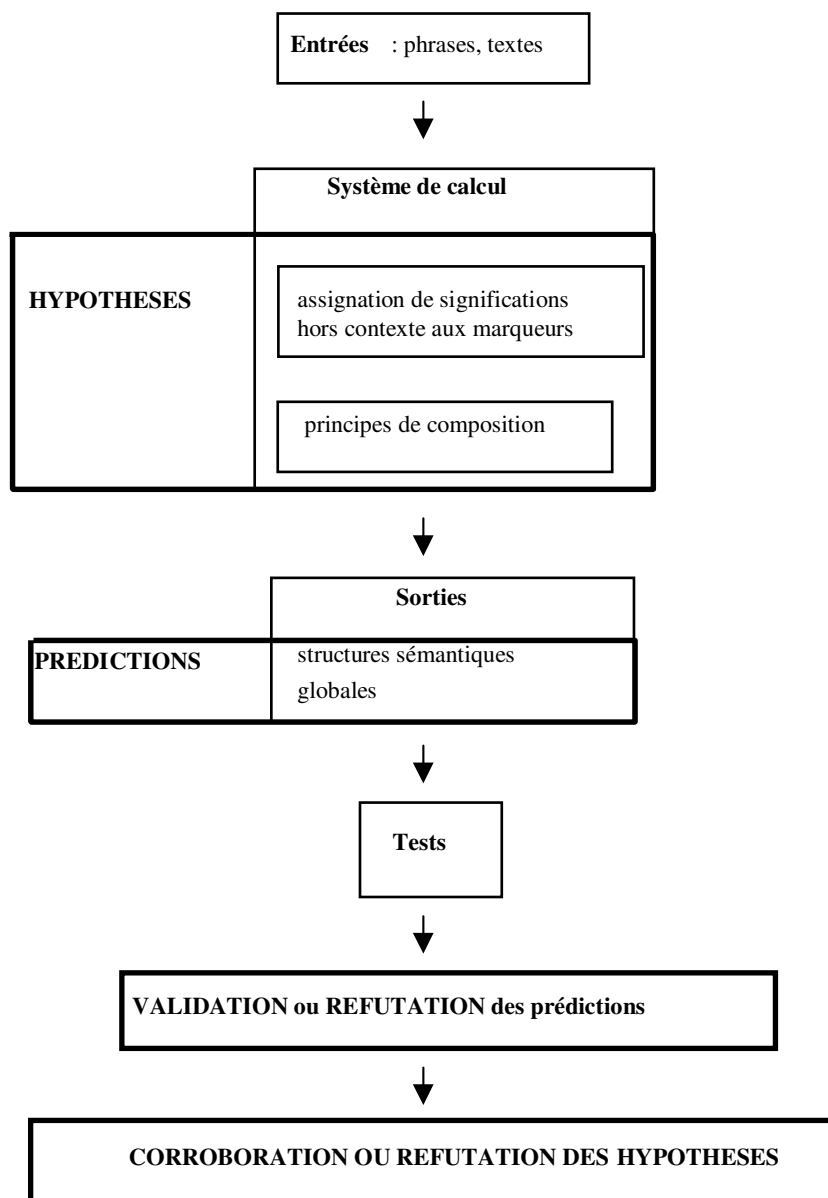 Entrées : phrases, textes
Système de calcul
HYPOTHESES
assignation de significations
hors contexte aux marqueurs
principes de composition
Sorties
PREDICTIONS
structures sémantiques
globales
Tests
VALIDATION ou REFUTATION des prédictions
CORROBORATION OU REFUTATION DES HYPOTHESES